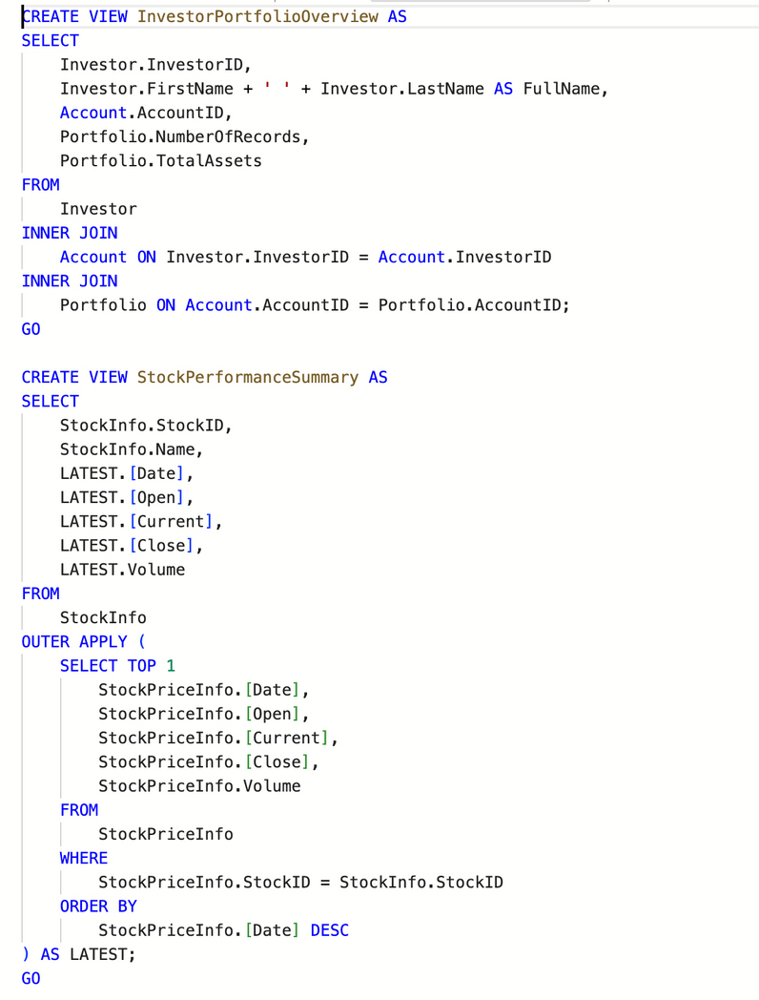 CREATE VIEW InvestorPortfolioOverview AS
SELECT
    Investor.InvestorID,
    Investor.FirstName + ' ' + Investor.LastName AS FullName,
    Account.AccountID,
    Portfolio.NumberOfRecords,
    Portfolio.TotalAssets
FROM
    Investor
INNER JOIN
    Account ON Investor.InvestorID = Account.InvestorID
INNER JOIN
    Portfolio ON Account.AccountID = Portfolio.AccountID;
GO

CREATE VIEW StockPerformanceSummary AS
SELECT
    StockInfo.StockID,
    StockInfo.Name,
    LATEST.[Date],
    LATEST.[Open],
    LATEST.[Current],
    LATEST.[Close],
    LATEST.Volume
FROM
    StockInfo
OUTER APPLY (
    SELECT TOP 1
        StockPriceInfo.[Date],
        StockPriceInfo.[Open],
        StockPriceInfo.[Current],
        StockPriceInfo.[Close],
        StockPriceInfo.Volume
    FROM
        StockPriceInfo
    WHERE
        StockPriceInfo.StockID = StockInfo.StockID
    ORDER BY
        StockPriceInfo.[Date] DESC
) AS LATEST;
GO